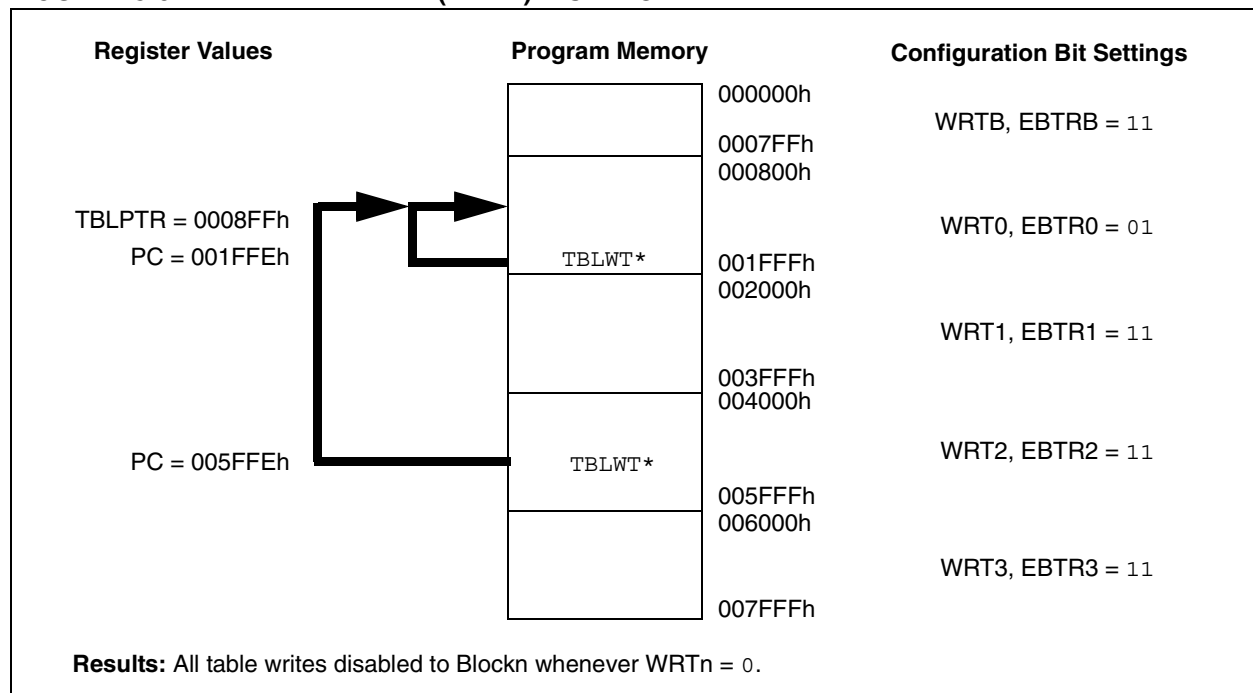 Register Values Program Memory Configuration Bit Settings
000000h
WRTB, EBTRB = 11
0007FFh
000800h
TBLPTR = 0008FFh WRT0, EBTR0 = 01
PC = 001FFEh TBLWT* 001FFFh
002000h
WRT1, EBTR1 = 11
003FFFh
004000h
PC = 005FFEh TBLWT* WRT2, EBTR2 = 11
005FFFh
006000h
WRT3, EBTR3 = 11
007FFFh
Results: All table writes disabled to Blockn whenever WRTn = 0.